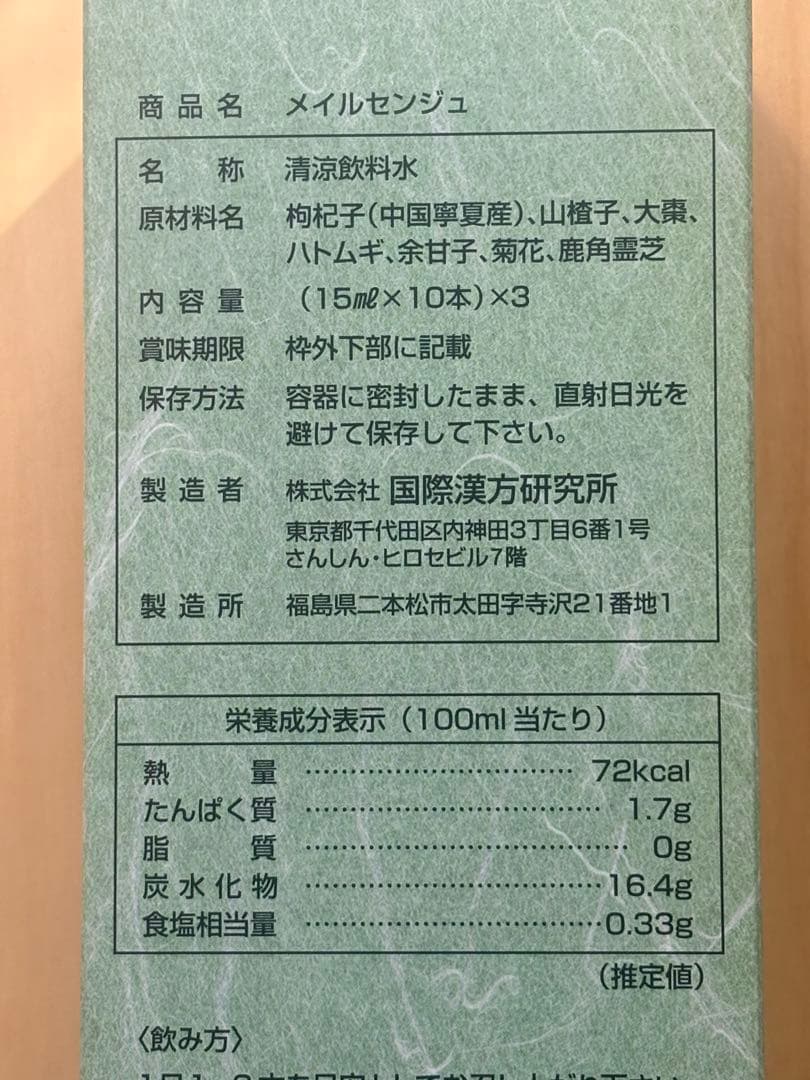 商品名 メイルセンジュ
名称 清涼飲料水
原材料名 枸杞子(中国寧夏産)、山楂子、大棗、
ハトムギ、余甘子、菊花、鹿角霊芝
内容量 (15㎖×10本)×3
賞味期限 枠外下部に記載
保存方法 容器に密封したまま、直射日光を
避けて保存して下さい。
製造者 株式会社 国際漢方研究所
東京都千代田区内神田3丁目6番1号
さんしん・ヒロセビル7階
製造所 福島県二本松市太田字寺沢21番地1
栄養成分表示(100ml当たり)
熱量 …………………………… 72kcal
たんぱく質 …………………………… 1.7g
脂質 …………………………… 0g
炭水化物 …………………………… 16.4g
食塩相当量 …………………………… 0.33g
(推定値)
〈飲み方〉